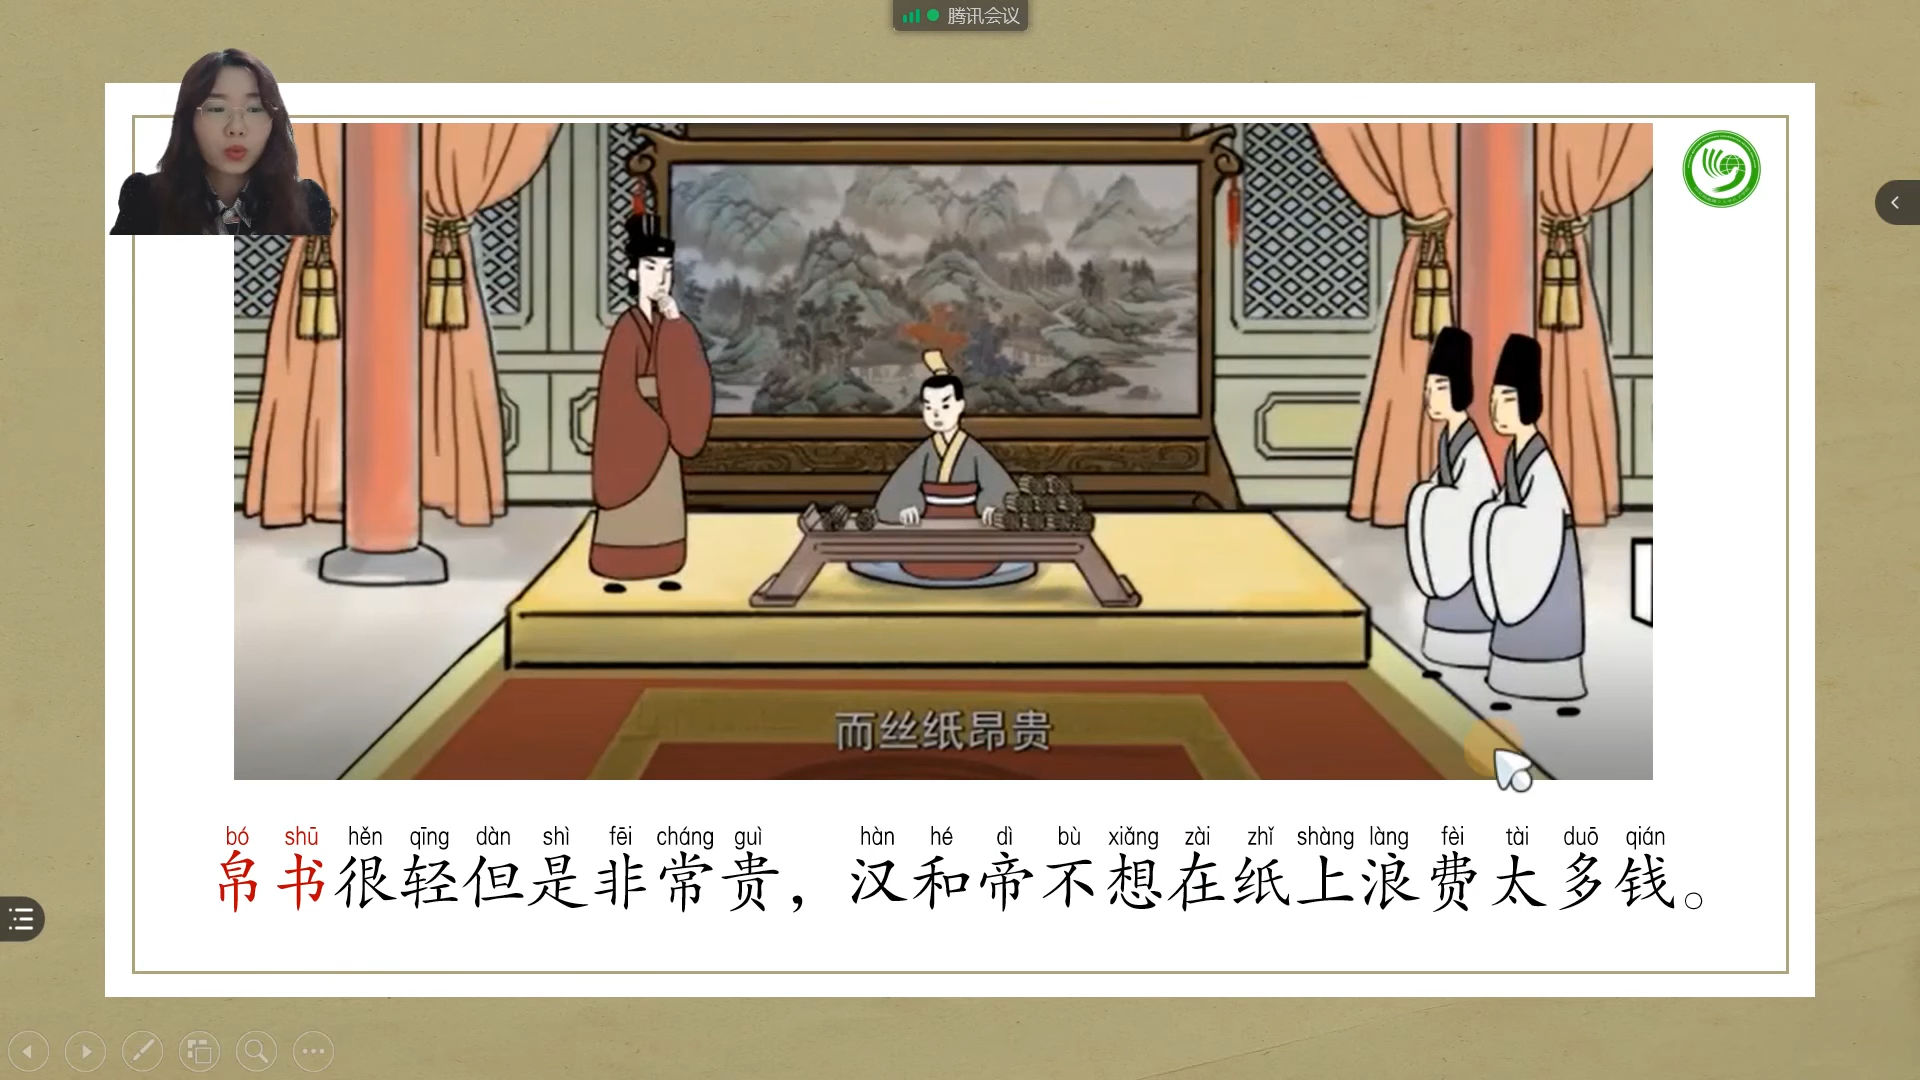 腾讯会议
而丝纸昂贵
bó shū hěn qīng dàn shì fēi cháng guì hàn hé dì bù xiǎng zài zhǐ shàng làng fèi tài duō qián
帛书很轻但是非常贵，汉和帝不想在纸上浪费太多钱。